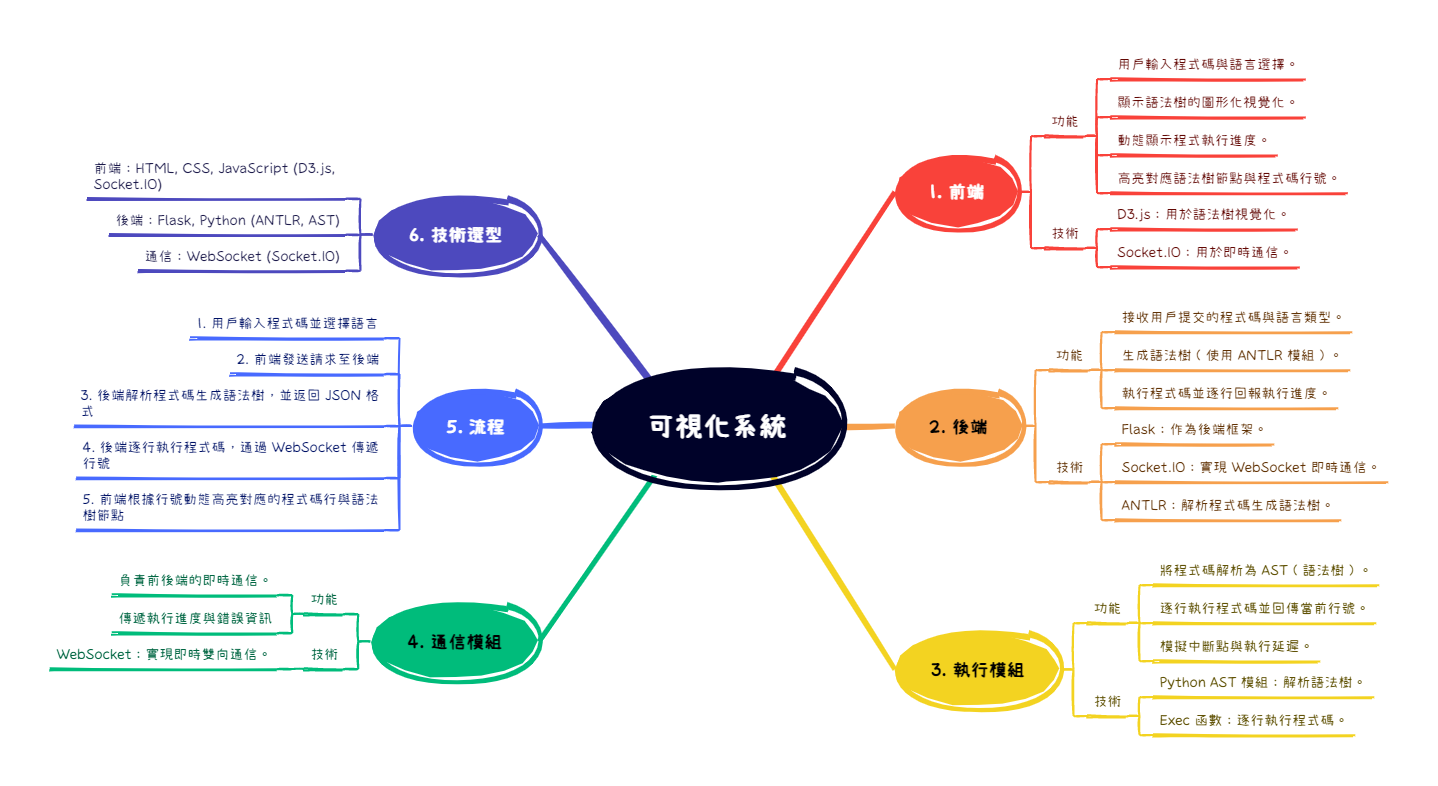 可視化系統
1. 前端
功能
用戶輸入程式碼與語言選擇。
顯示語法樹的圖形化視覺化。
動態顯示程式執行進度。
高亮對應語法樹節點與程式碼行號。
技術
D3.js：用於語法樹視覺化。
Socket.IO：用於即時通信。
2. 後端
功能
接收用戶提交的程式碼與語言類型。
生成語法樹（使用 ANTLR 模組）。
執行程式碼並逐行回報執行進度。
技術
Flask：作為後端框架。
Socket.IO：實現 WebSocket 即時通信。
ANTLR：解析程式碼生成語法樹。
3. 執行模組
功能
將程式碼解析為 AST（語法樹）。
逐行執行程式碼並回傳當前行號。
模擬中斷點與執行延遲。
技術
Python AST 模組：解析語法樹。
Exec 函數：逐行執行程式碼。
4. 通信模組
功能
負責前後端的即時通信。
傳遞執行進度與錯誤資訊
技術
WebSocket：實現即時雙向通信。
5. 流程
1. 用戶輸入程式碼並選擇語言
2. 前端發送請求至後端
3. 後端解析程式碼生成語法樹，並返回 JSON 格
式
4. 後端逐行執行程式碼，通過 WebSocket 傳遞
行號
5. 前端根據行號動態高亮對應的程式碼行與語法
樹節點
6. 技術選型
前端：HTML, CSS, JavaScript (D3.js,
Socket.IO)
後端：Flask, Python (ANTLR, AST)
通信：WebSocket (Socket.IO)